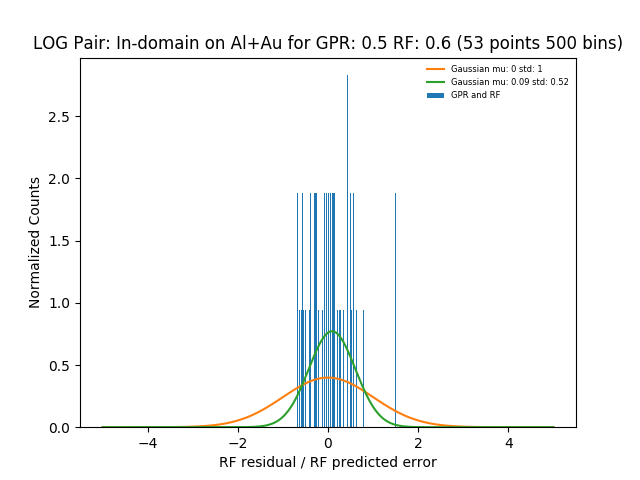 LOG Pair: In-domain on Al+Au for GPR: 0.5 RF: 0.6 (53 points 500 bins)
Gaussian mu: 0 std: 1
Gaussian mu: 0.09 std: 0.52
GPR and RF
Normalized Counts
2.5
2.0
1.5
1.0
0.5
0.0
−4 −2 0 2 4
RF residual / RF predicted error